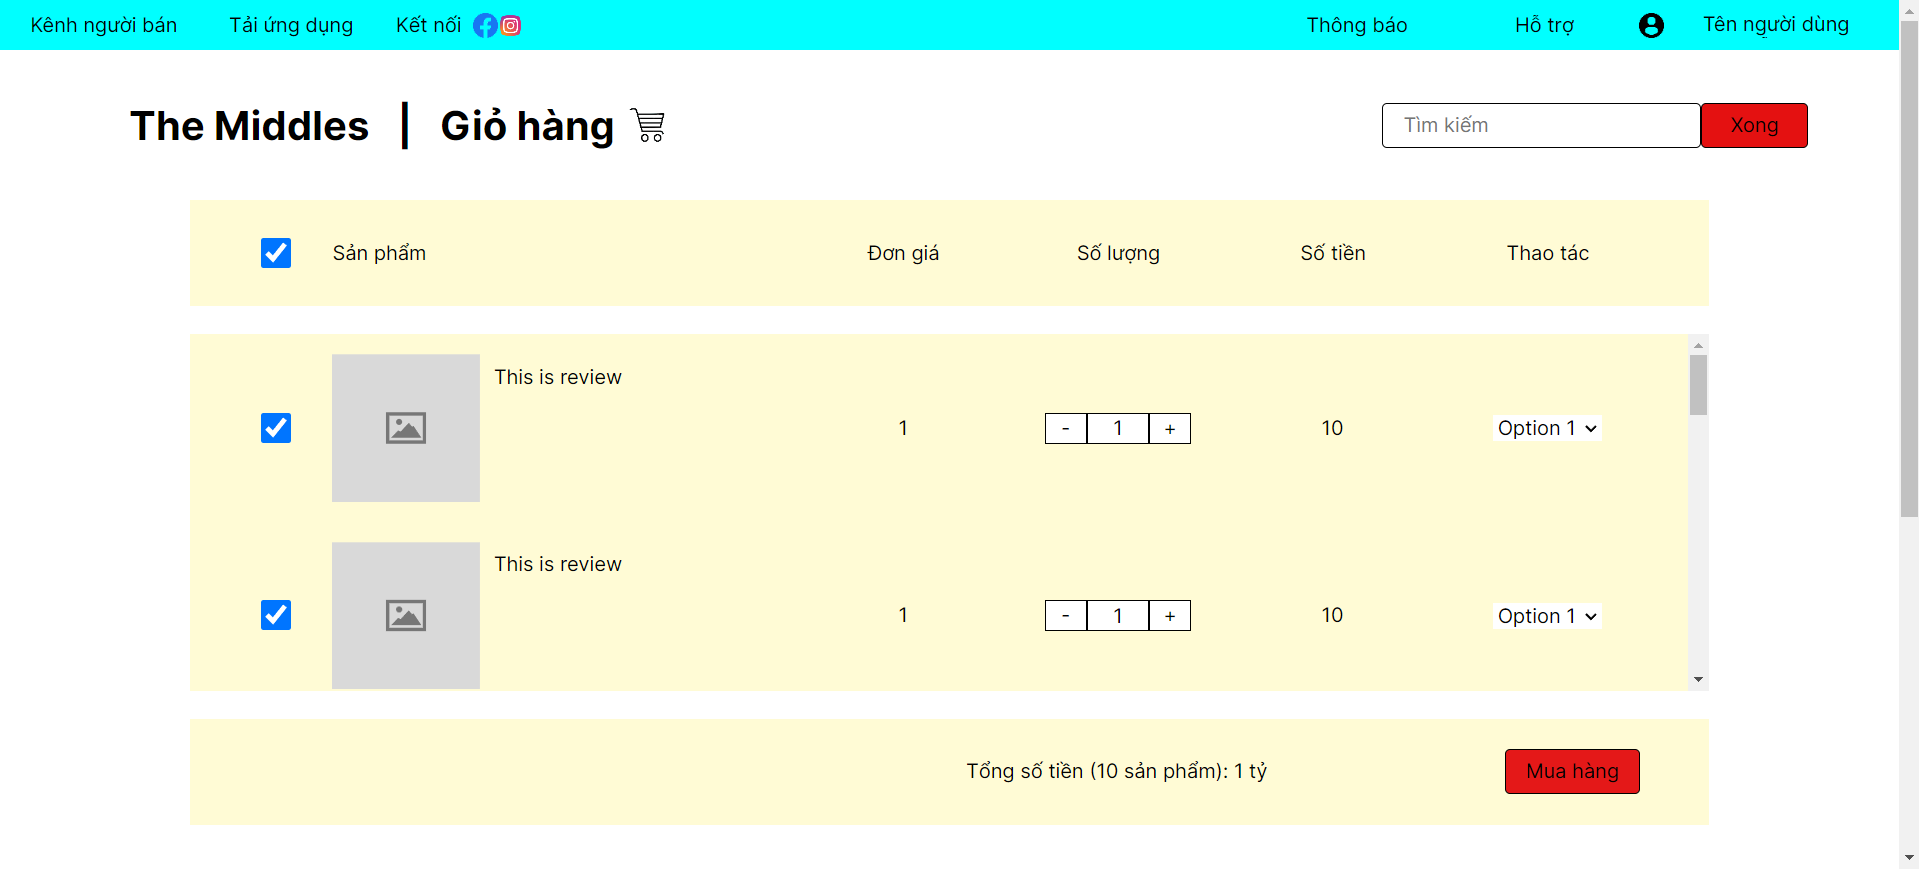 Kênh người bán Tải ứng dụng Kết nối Thông báo Hỗ trợ Tên người dùng
The Middles | Giỏ hàng Tìm kiếm Xong
Sản phẩm Đơn giá Số lượng Số tiền Thao tác
This is review
1 - 1 + 10 Option 1
This is review
1 - 1 + 10 Option 1
Tổng số tiền (10 sản phẩm): 1 tỷ Mua hàng